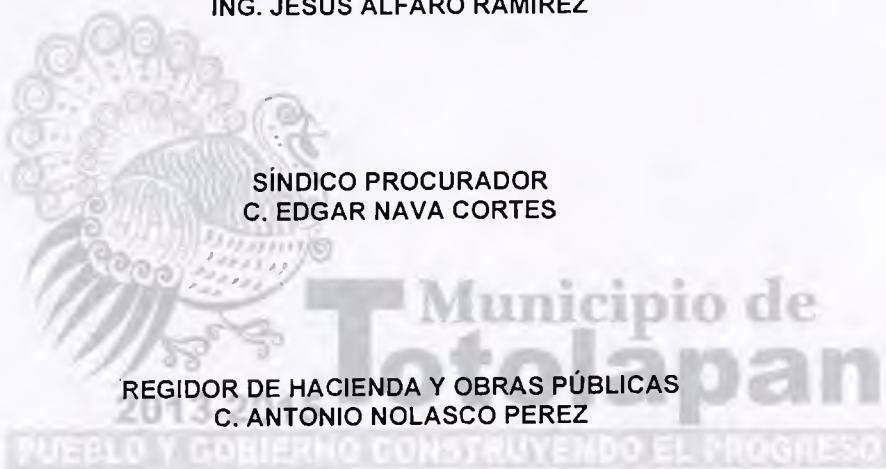 ING. JESUS ALFARO RAMIREZ
SÍNDICO PROCURADOR
C. EDGAR NAVA CORTES
Municipio de
Totolapan
REGIDOR DE HACIENDA Y OBRAS PÚBLICAS
2013
C. ANTONIO NOLASCO PEREZ
PUEBLO Y GOBIERNO CONSTRUYENDO EL PROGRESO